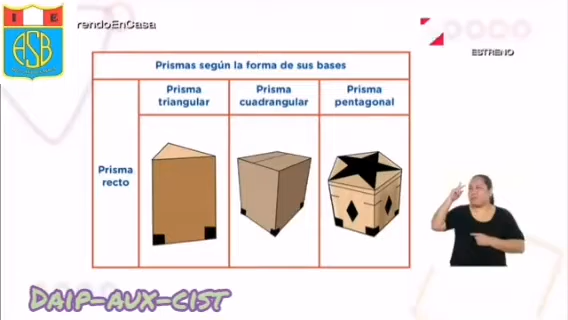 I E
ASB
rendoEnCasa
ESTRENO
Prismas según la forma de sus bases
Prisma triangular
Prisma cuadrangular
Prisma pentagonal
Prisma recto
DAIP-AUX-CIST